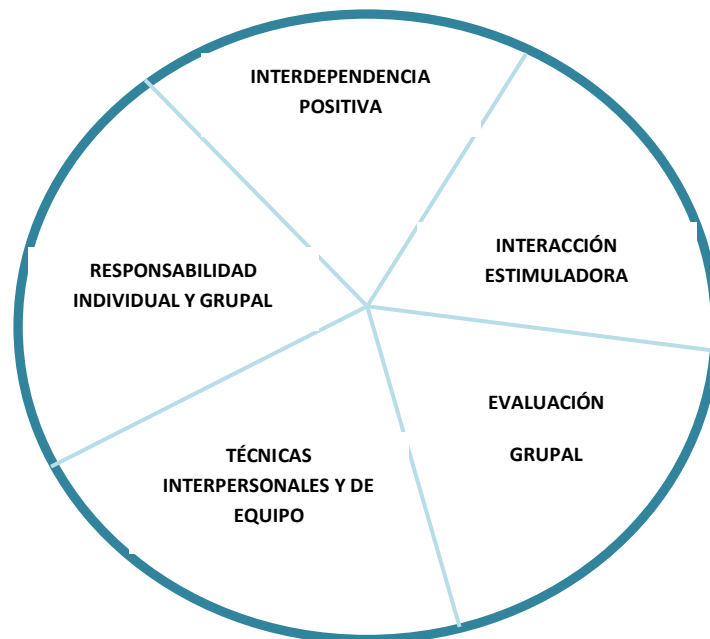 INTERDEPENDENCIA
POSITIVA
INTERACCIÓN
ESTIMULADORA
RESPONSABILIDAD
INDIVIDUAL Y GRUPAL
EVALUACIÓN
GRUPAL
TÉCNICAS
INTERPERSONALES Y DE
EQUIPO